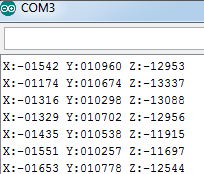 COM3
X:-01542 Y:010960 Z:-12953
X:-01174 Y:010674 Z:-13337
X:-01316 Y:010298 Z:-13088
X:-01329 Y:010702 Z:-12956
X:-01435 Y:010538 Z:-11915
X:-01551 Y:010257 Z:-11697
X:-01653 Y:010778 Z:-12544